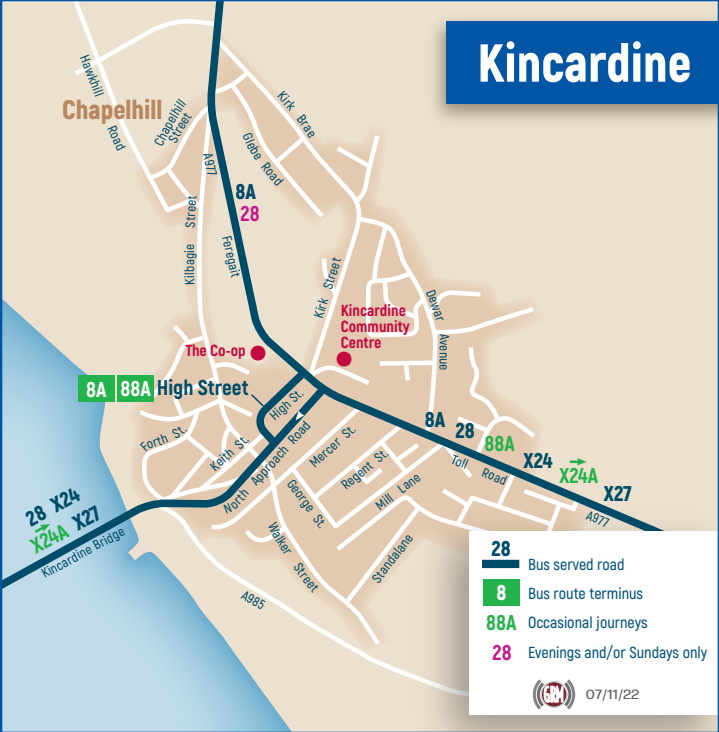 Kincardine
Hawkhill
Road
Chapelhill
Chapelhill
Street
Kirk Brae
Glebe Road
A977
8A
28
Kilbagie Street
Feregait
Kirk Street
Dewar
Avenue
Kincardine
Community
Centre
The Co-op
8A 88A High Street
High St.
Forth St.
Keith St.
North Approach Road
Mercer St.
Regent St.
George St.
Mill Lane
Walker Street
Standalane
8A
28
88A
X24
X24A
X27
Toll Road
A977
28 X24
X24A X27
Kincardine Bridge
A985
28
Bus served road
8
Bus route terminus
88A Occasional journeys
28 Evenings and/or Sundays only
GRM 07/11/22